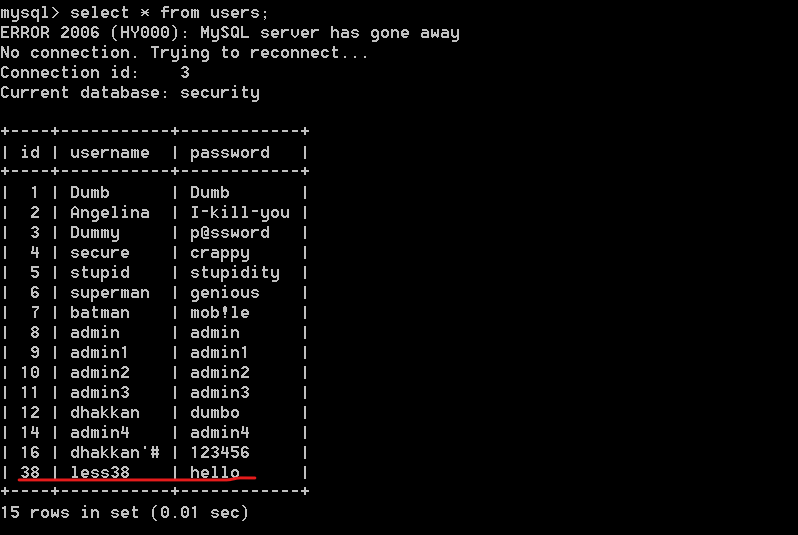 mysql> select * from users;
ERROR 2006 (HY000): MySQL server has gone away
No connection. Trying to reconnect...
Connection id:    3
Current database: security
+----+-----------+------------+
| id | username  | password   |
+----+-----------+------------+
|  1 | Dumb      | Dumb       |
|  2 | Angelina  | I-kill-you |
|  3 | Dummy     | p@ssword   |
|  4 | secure    | crappy     |
|  5 | stupid    | stupidity  |
|  6 | superman  | genious    |
|  7 | batman    | mob!le     |
|  8 | admin     | admin      |
|  9 | admin1    | admin1     |
| 10 | admin2    | admin2     |
| 11 | admin3    | admin3     |
| 12 | dhakkan   | dumbo      |
| 14 | admin4    | admin4     |
| 16 | dhakkan'# | 123456     |
| 38 | less38    | hello      |
+----+-----------+------------+
15 rows in set (0.01 sec)